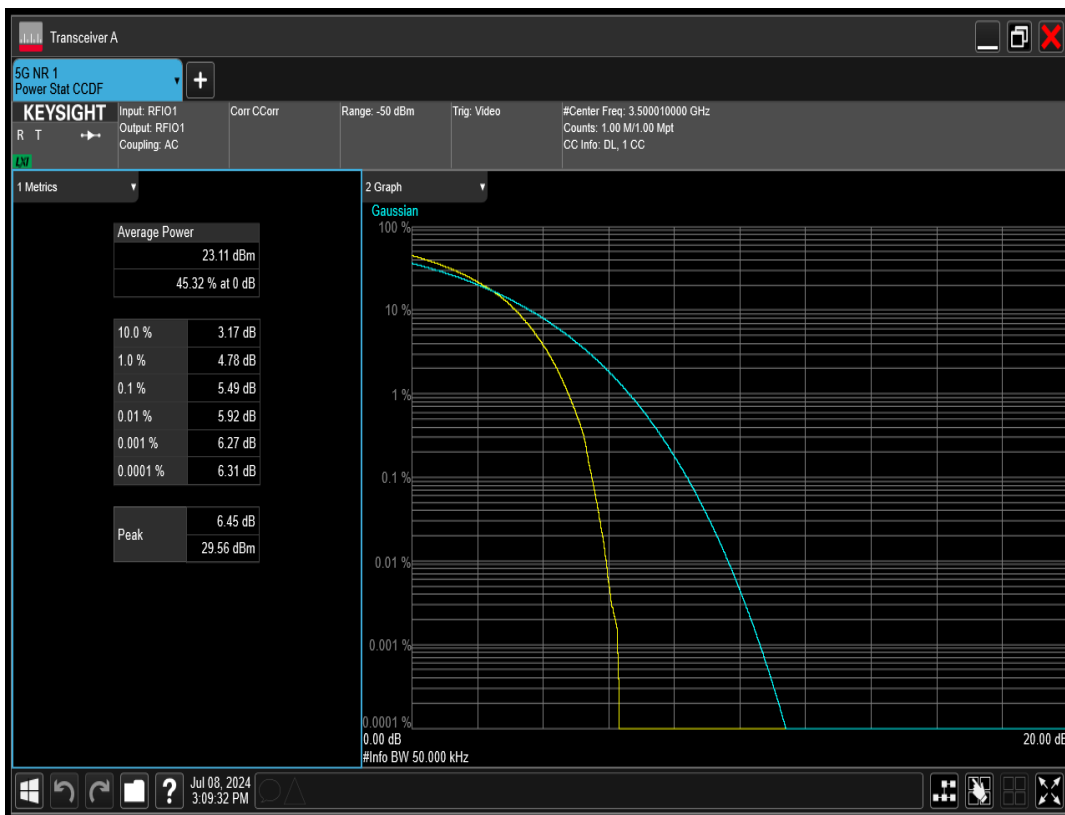 Transceiver A
5G NR 1
Power Stat CCDF
+
KEYSIGHT
R T
LXI
Input: RFIO1
Output: RFIO1
Coupling: AC
Corr CCorr
Range: -50 dBm
Trig: Video
#Center Freq: 3.500010000 GHz
Counts: 1.00 M/1.00 Mpt
CC Info: DL, 1 CC
1 Metrics
Average Power
23.11 dBm
45.32 % at 0 dB
10.0 % 3.17 dB
1.0 % 4.78 dB
0.1 % 5.49 dB
0.01 % 5.92 dB
0.001 % 6.27 dB
0.0001 % 6.31 dB
Peak
6.45 dB
29.56 dBm
2 Graph
Gaussian
100 %
10 %
1 %
0.1 %
0.01 %
0.001 %
0.0001 %
0.00 dB 20.00 dB
#Info BW 50.000 kHz
?
Jul 08, 2024
3:09:32 PM